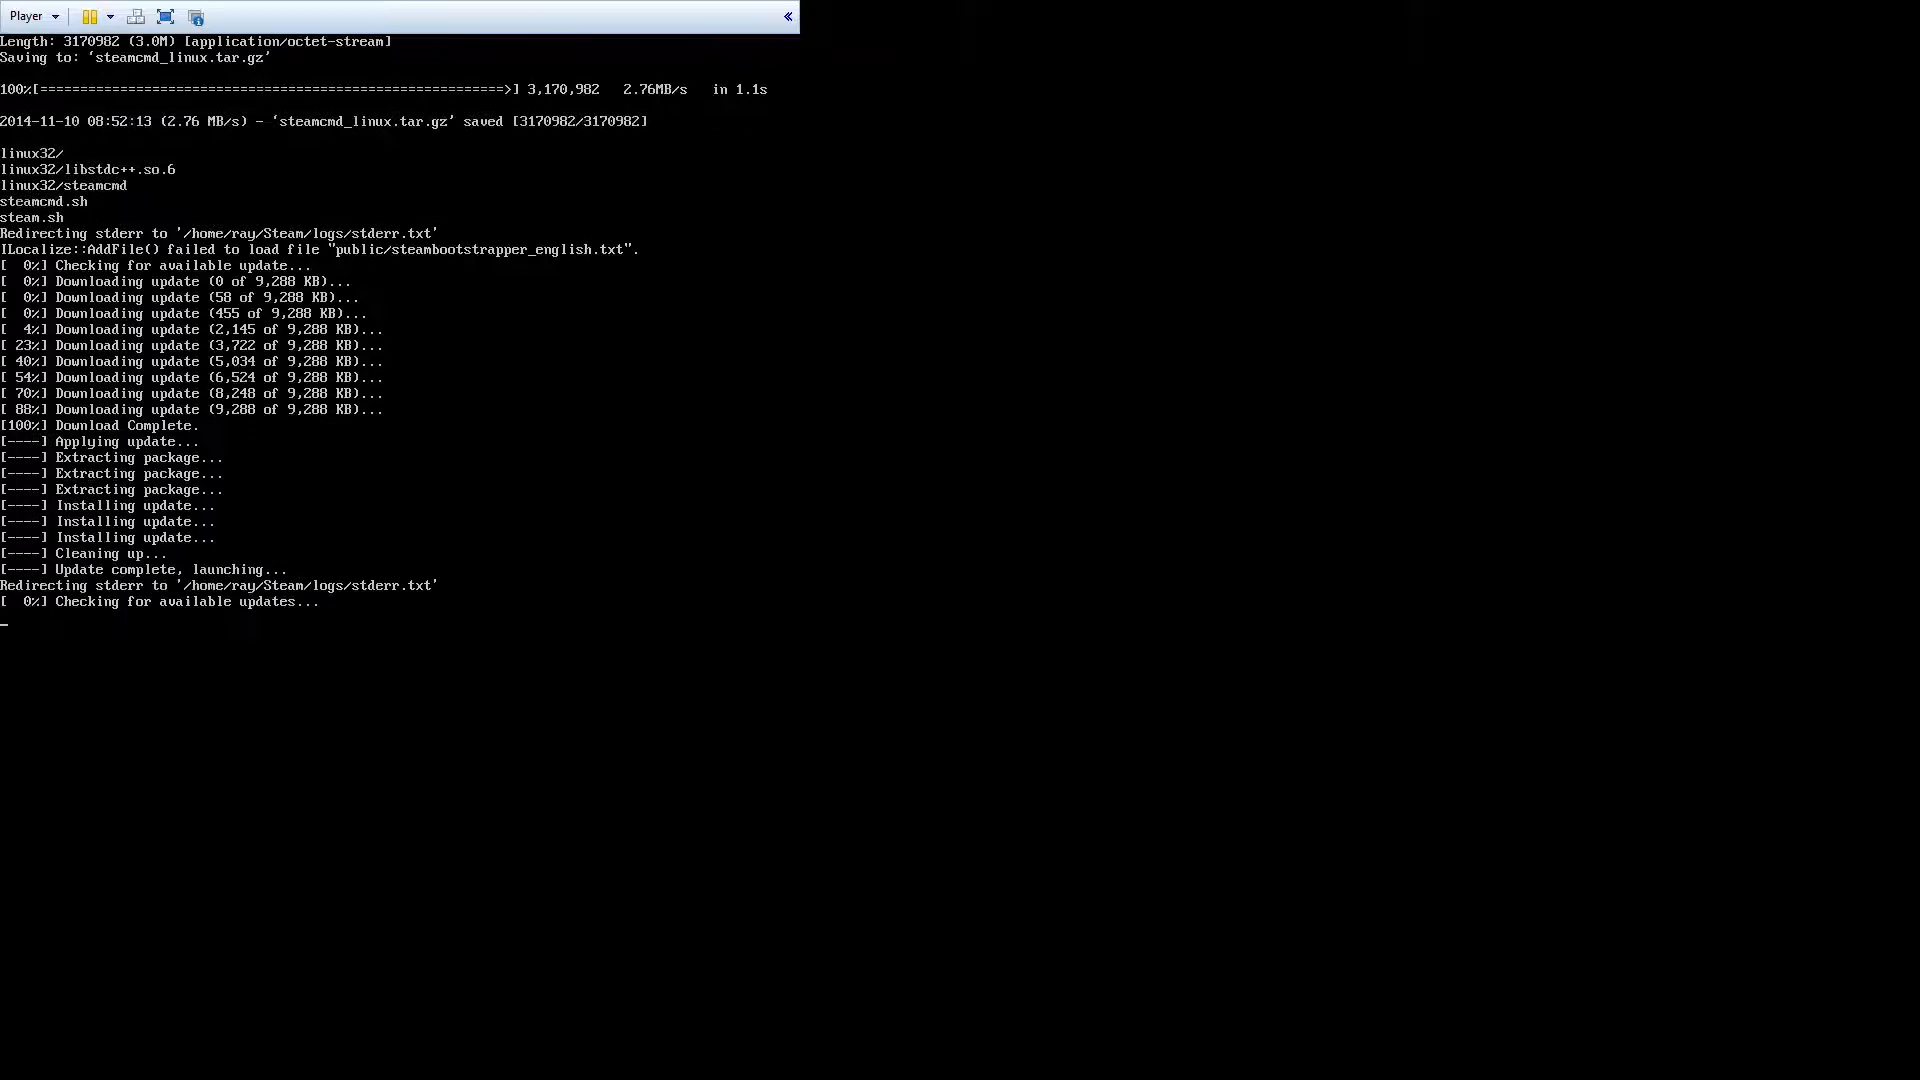 Player
Length: 3170982 (3.0M) [application/octet-stream]
Saving to: ‘steamcmd_linux.tar.gz’
100%[==========================================================>] 3,170,982   2.76MB/s   in 1.1s
2014-11-10 08:52:13 (2.76 MB/s) - ‘steamcmd_linux.tar.gz’ saved [3170982/3170982]
linux32/
linux32/libstdc++.so.6
linux32/steamcmd
steamcmd.sh
steam.sh
Redirecting stderr to '/home/ray/Steam/logs/stderr.txt'
ILocalize::AddFile() failed to load file "public/steambootstrapper_english.txt".
[  0%] Checking for available update...
[  0%] Downloading update (0 of 9,288 KB)...
[  0%] Downloading update (58 of 9,288 KB)...
[  0%] Downloading update (455 of 9,288 KB)...
[  4%] Downloading update (2,145 of 9,288 KB)...
[ 23%] Downloading update (3,722 of 9,288 KB)...
[ 40%] Downloading update (5,034 of 9,288 KB)...
[ 54%] Downloading update (6,524 of 9,288 KB)...
[ 70%] Downloading update (8,248 of 9,288 KB)...
[ 88%] Downloading update (9,288 of 9,288 KB)...
[100%] Download Complete.
[----] Applying update...
[----] Extracting package...
[----] Extracting package...
[----] Extracting package...
[----] Installing update...
[----] Installing update...
[----] Installing update...
[----] Cleaning up...
[----] Update complete, launching...
Redirecting stderr to '/home/ray/Steam/logs/stderr.txt'
[  0%] Checking for available updates...